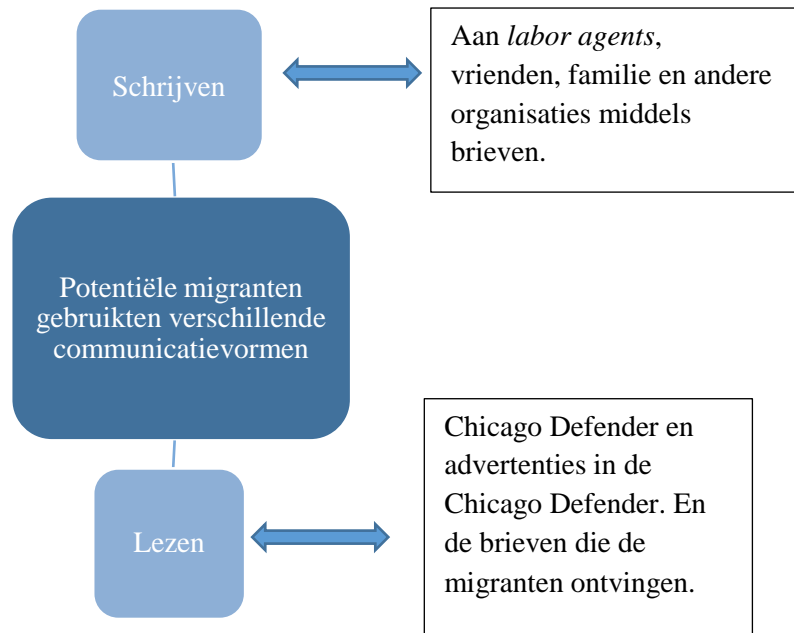 Schrijven
Aan labor agents,
vrienden, familie en andere
organisaties middels
brieven.
Potentiële migranten
gebruikten verschillende
communicatievormen
Lezen
Chicago Defender en
advertenties in de
Chicago Defender. En
de brieven die de
migranten ontvingen.